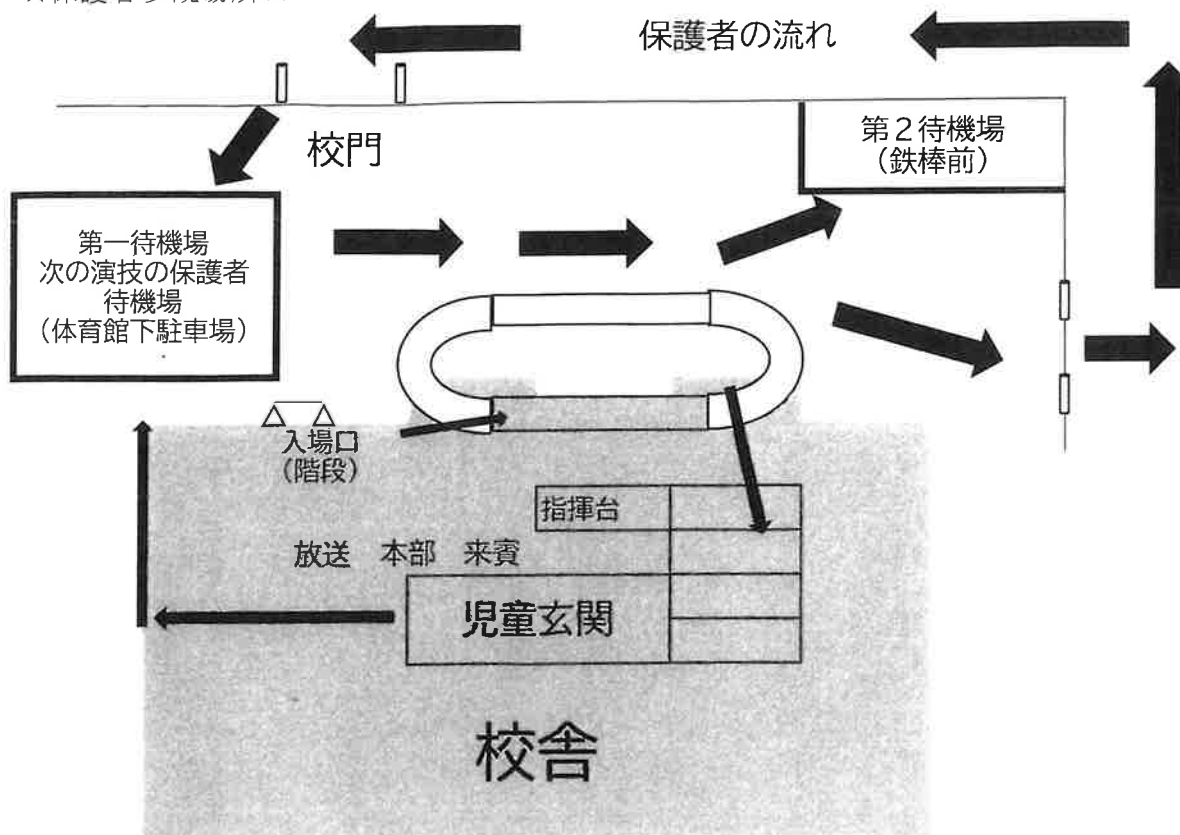 保護者の流れ
校門
第２待機場
（鉄棒前）
第一待機場
次の演技の保護者
待機場
（体育館下駐車場）
入場口
（階段）
指揮台
放送　本部　来賓
児童玄関
校舎